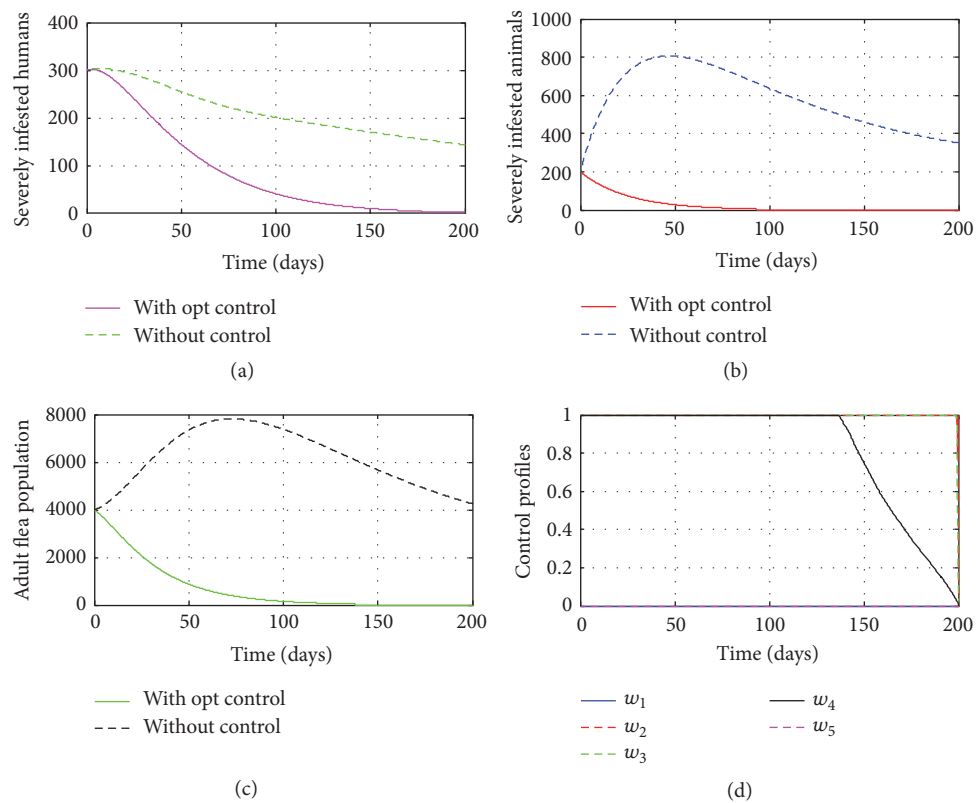 (a)
Severely infested humans
400
300
200
100
0
0 50 100 150 200
Time (days)
With opt control
Without control
(b)
Severely infested animals
1000
800
600
400
200
0
0 50 100 150 200
Time (days)
With opt control
Without control
(c)
Adult flea population
8000
6000
4000
2000
0
0 50 100 150 200
Time (days)
With opt control
Without control
(d)
Control profiles
1
0.8
0.6
0.4
0.2
0
0 50 100 150 200
Time (days)
w₁
w₂
w₃
w₄
w₅